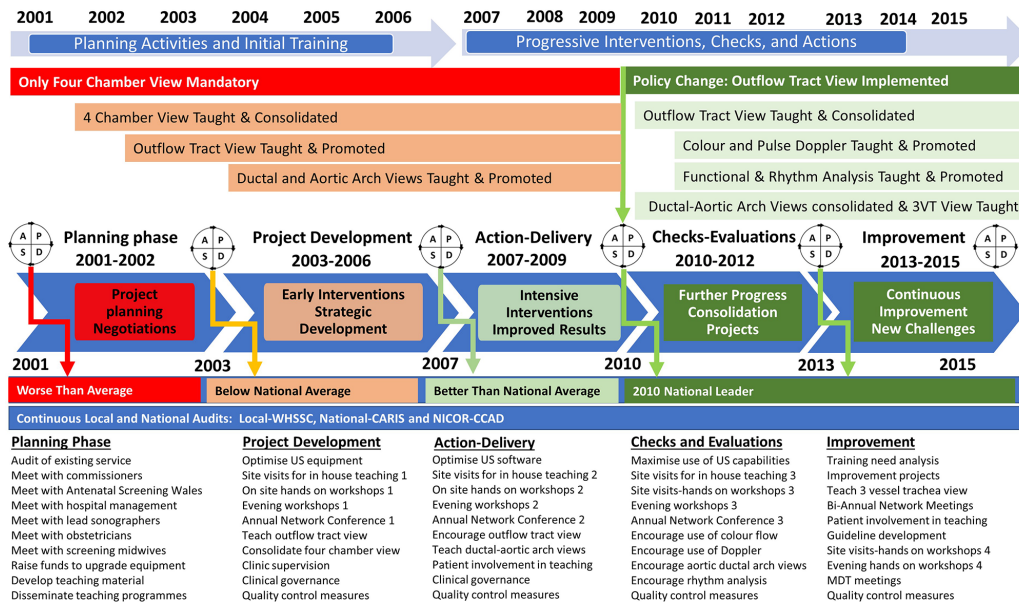 2001 2002 2003 2004 2005 2006 2007 2008 2009 2010 2011 2012 2013 2014 2015
Planning Activities and Initial Training
Progressive Interventions, Checks, and Actions
Only Four Chamber View Mandatory
Policy Change: Outflow Tract View Implemented
4 Chamber View Taught & Consolidated
Outflow Tract View Taught & Promoted
Ductal and Aortic Arch Views Taught & Promoted
Outflow Tract View Taught & Consolidated
Colour and Pulse Doppler Taught & Promoted
Functional & Rhythm Analysis Taught & Promoted
Ductal-Aortic Arch Views consolidated & 3VT View Taught
A P
S D
Planning phase
2001-2002
A P
S D
Project Development
2003-2006
A P
S D
Action-Delivery
2007-2009
A P
S D
Checks-Evaluations
2010-2012
A P
S D
Improvement
2013-2015
A P
S D
Project
planning
Negotiations
Early Interventions
Strategic
Development
Intensive
Interventions
Improved Results
Further Progress
Consolidation
Projects
Continuous
Improvement
New Challenges
2001 2003 2007 2010 2013 2015
Worse Than Average
Below National Average
Better Than National Average
2010 National Leader
Continuous Local and National Audits: Local-WHSSC, National-CARIS and NICOR-CCAD
Planning Phase
Audit of existing service
Meet with commissioners
Meet with Antenatal Screening Wales
Meet with hospital management
Meet with lead sonographers
Meet with obstetricians
Meet with screening midwives
Raise funds to upgrade equipment
Develop teaching material
Disseminate teaching programmes
Project Development
Optimise US equipment
Site visits for in house teaching 1
On site hands on workshops 1
Evening workshops 1
Annual Network Conference 1
Teach outflow tract view
Consolidate four chamber view
Clinic supervision
Clinical governance
Quality control measures
Action-Delivery
Optimise US software
Site visits for in house teaching 2
On site hands on workshops 2
Evening workshops 2
Annual Network Conference 2
Encourage outflow tract view
Teach ductal-aortic arch views
Patient involvement in teaching
Clinical governance
Quality control measures
Checks and Evaluations
Maximise use of US capabilities
Site visits for in house teaching 3
Site visits-hands on workshops 3
Evening workshops 3
Annual Network Conference 3
Encourage use of colour flow
Encourage use of Doppler
Encourage aortic ductal arch views
Encourage rhythm analysis
Quality control measures
Improvement
Training need analysis
Improvement projects
Teach 3 vessel trachea view
Bi-Annual Network Meetings
Patient involvement in teaching
Guideline development
Site visits-hands on workshops 4
Evening hands on workshops 4
MDT meetings
Quality control measures